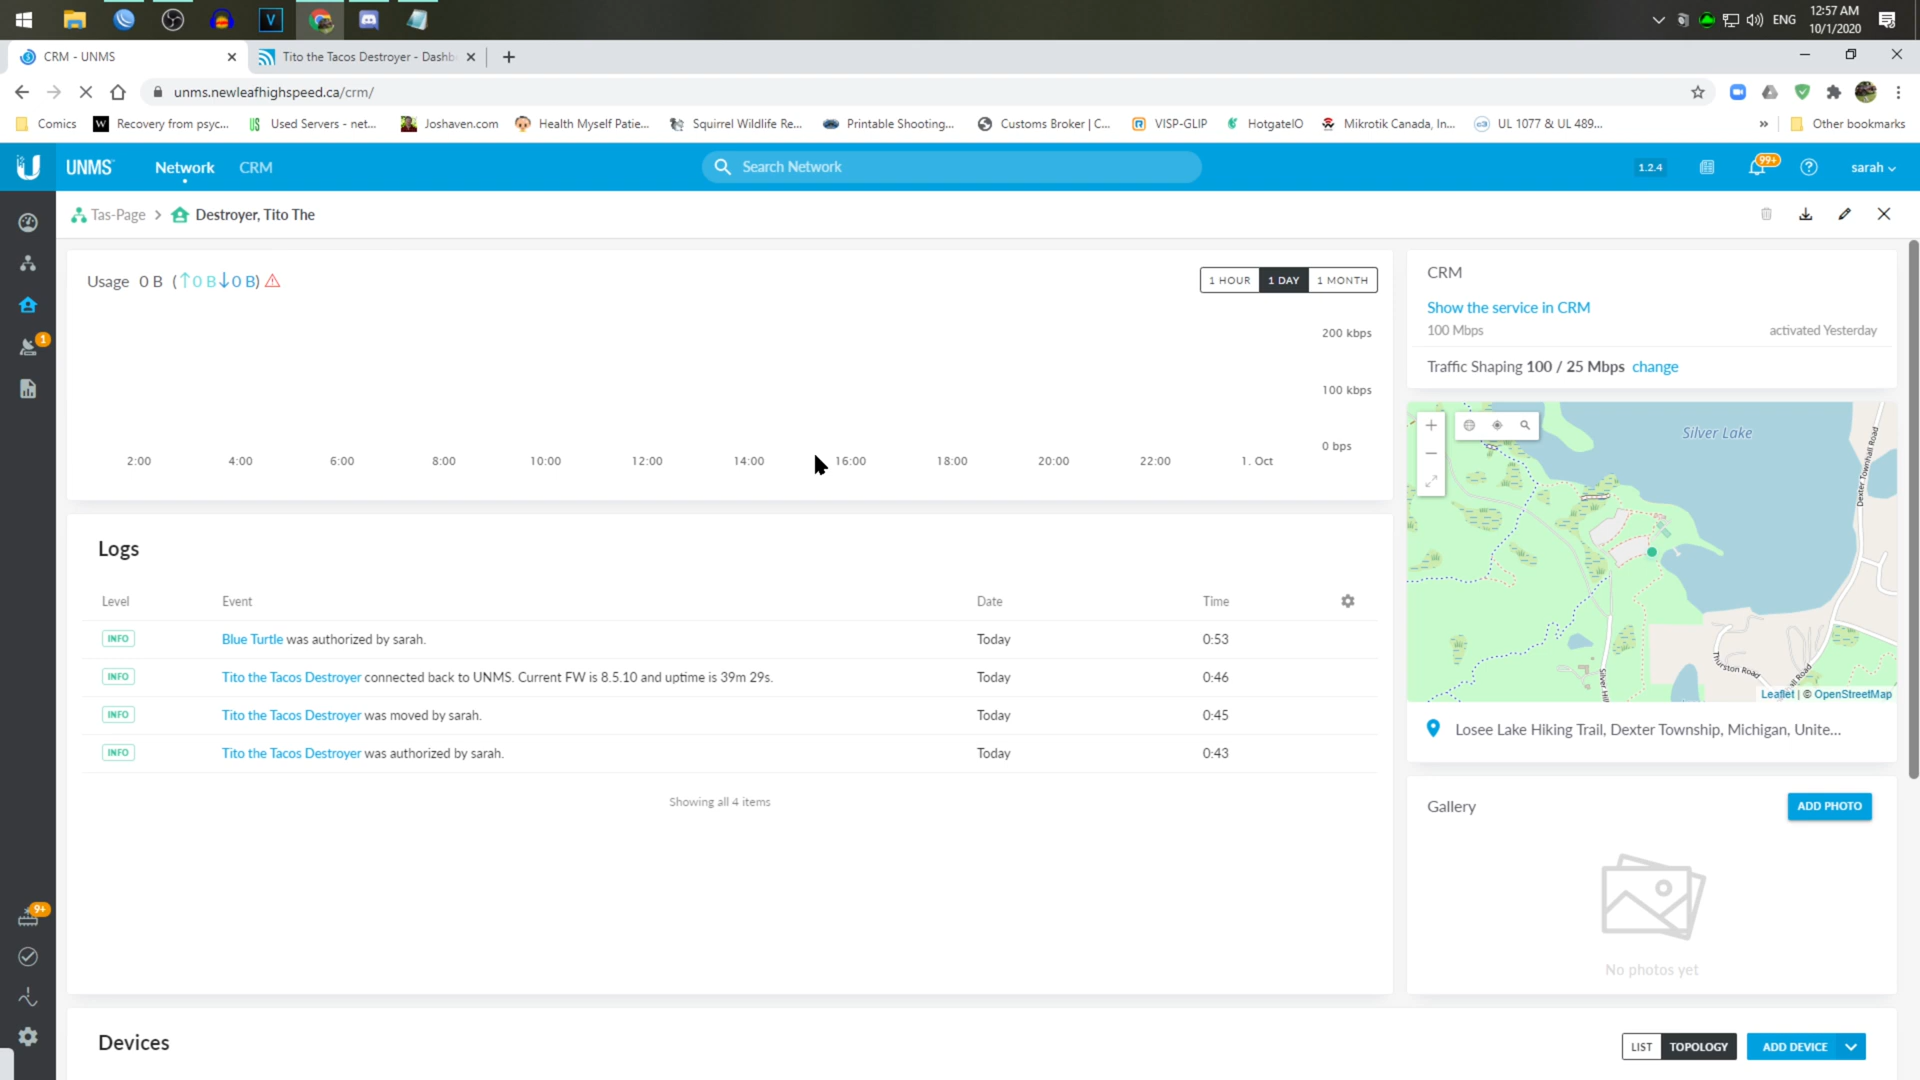 ENG
12:57 AM
10/1/2020
CRM - UNMS
Tito the Tacos Destroyer - Dashb
unms.newleafhighspeed.ca/crm/
Comics
Recovery from psyc...
Used Servers - net...
Joshaven.com
Health Myself Patie...
Squirrel Wildlife Re...
Printable Shooting...
Customs Broker | C...
VISP-GLIP
HotgateIO
Mikrotik Canada, In...
UL 1077 & UL 489...
»
Other bookmarks
UNMS
Network
CRM
Search Network
1.2.4
99+
sarah
Tas-Page > Destroyer, Tito The
Usage 0 B (↑0 B↓0 B)
1 HOUR
1 DAY
1 MONTH
200 kbps
100 kbps
0 bps
2:00
4:00
6:00
8:00
10:00
12:00
14:00
16:00
18:00
20:00
22:00
1. Oct
CRM
Show the service in CRM
100 Mbps
activated Yesterday
Traffic Shaping 100 / 25 Mbps change
1
Silver Lake
Dexter Townhall Road
Thurston Road
Silver Hill
all Road
Leaflet | © OpenStreetMap
Losee Lake Hiking Trail, Dexter Township, Michigan, Unite...
Logs
Level
Event
Date
Time
INFO
Blue Turtle was authorized by sarah.
Today
0:53
INFO
Tito the Tacos Destroyer connected back to UNMS. Current FW is 8.5.10 and uptime is 39m 29s.
Today
0:46
INFO
Tito the Tacos Destroyer was moved by sarah.
Today
0:45
INFO
Tito the Tacos Destroyer was authorized by sarah.
Today
0:43
Showing all 4 items
Gallery
ADD PHOTO
No photos yet
9+
Devices
LIST
TOPOLOGY
ADD DEVICE